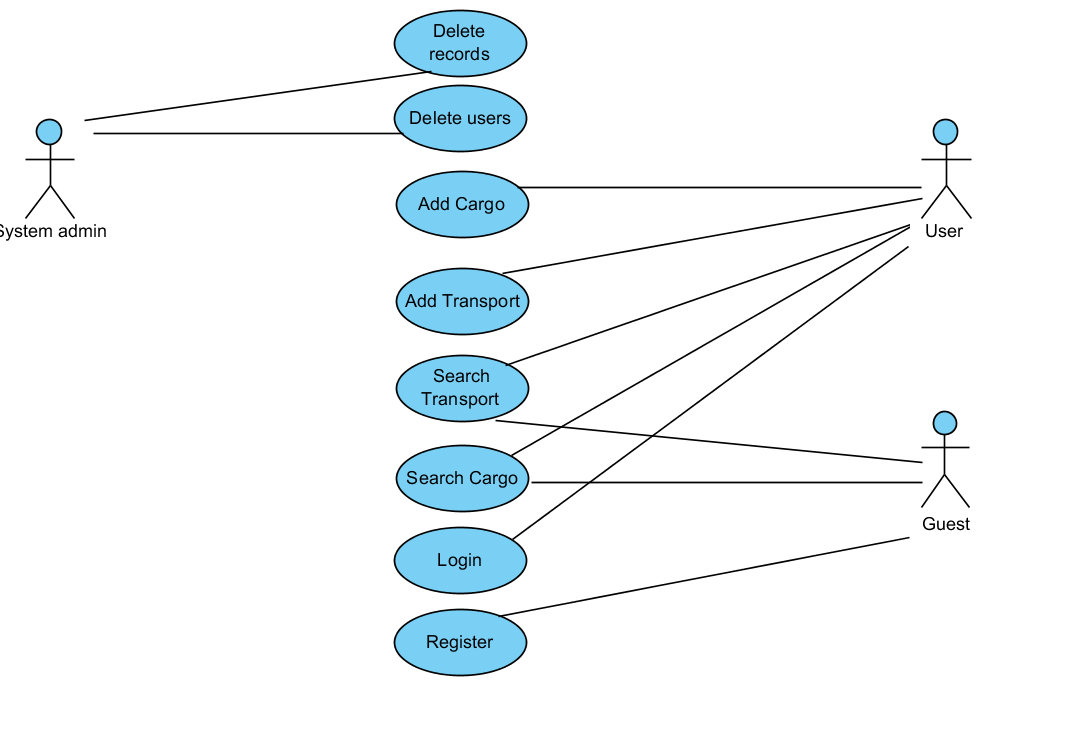 Delete
records
Delete users
System admin
Add Cargo
User
Add Transport
Search
Transport
Search Cargo
Guest
Login
Register